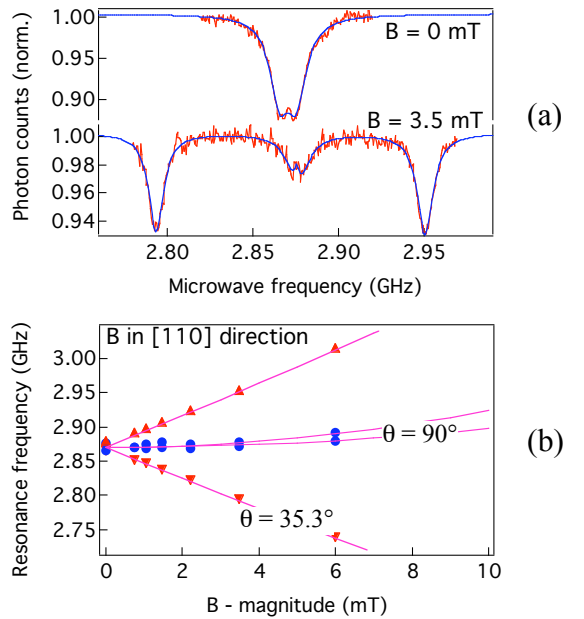 1.00
B = 0 mT
0.90
B = 3.5 mT
1.00
0.98
0.96
0.94
Photon counts (norm.)
2.80
2.85
2.90
2.95
Microwave frequency (GHz)
(a)
B in [110] direction
3.00
2.95
2.90
2.85
2.80
2.75
Resonance frequency (GHz)
θ = 90°
θ = 35.3°
0
2
4
6
8
10
B - magnitude (mT)
(b)